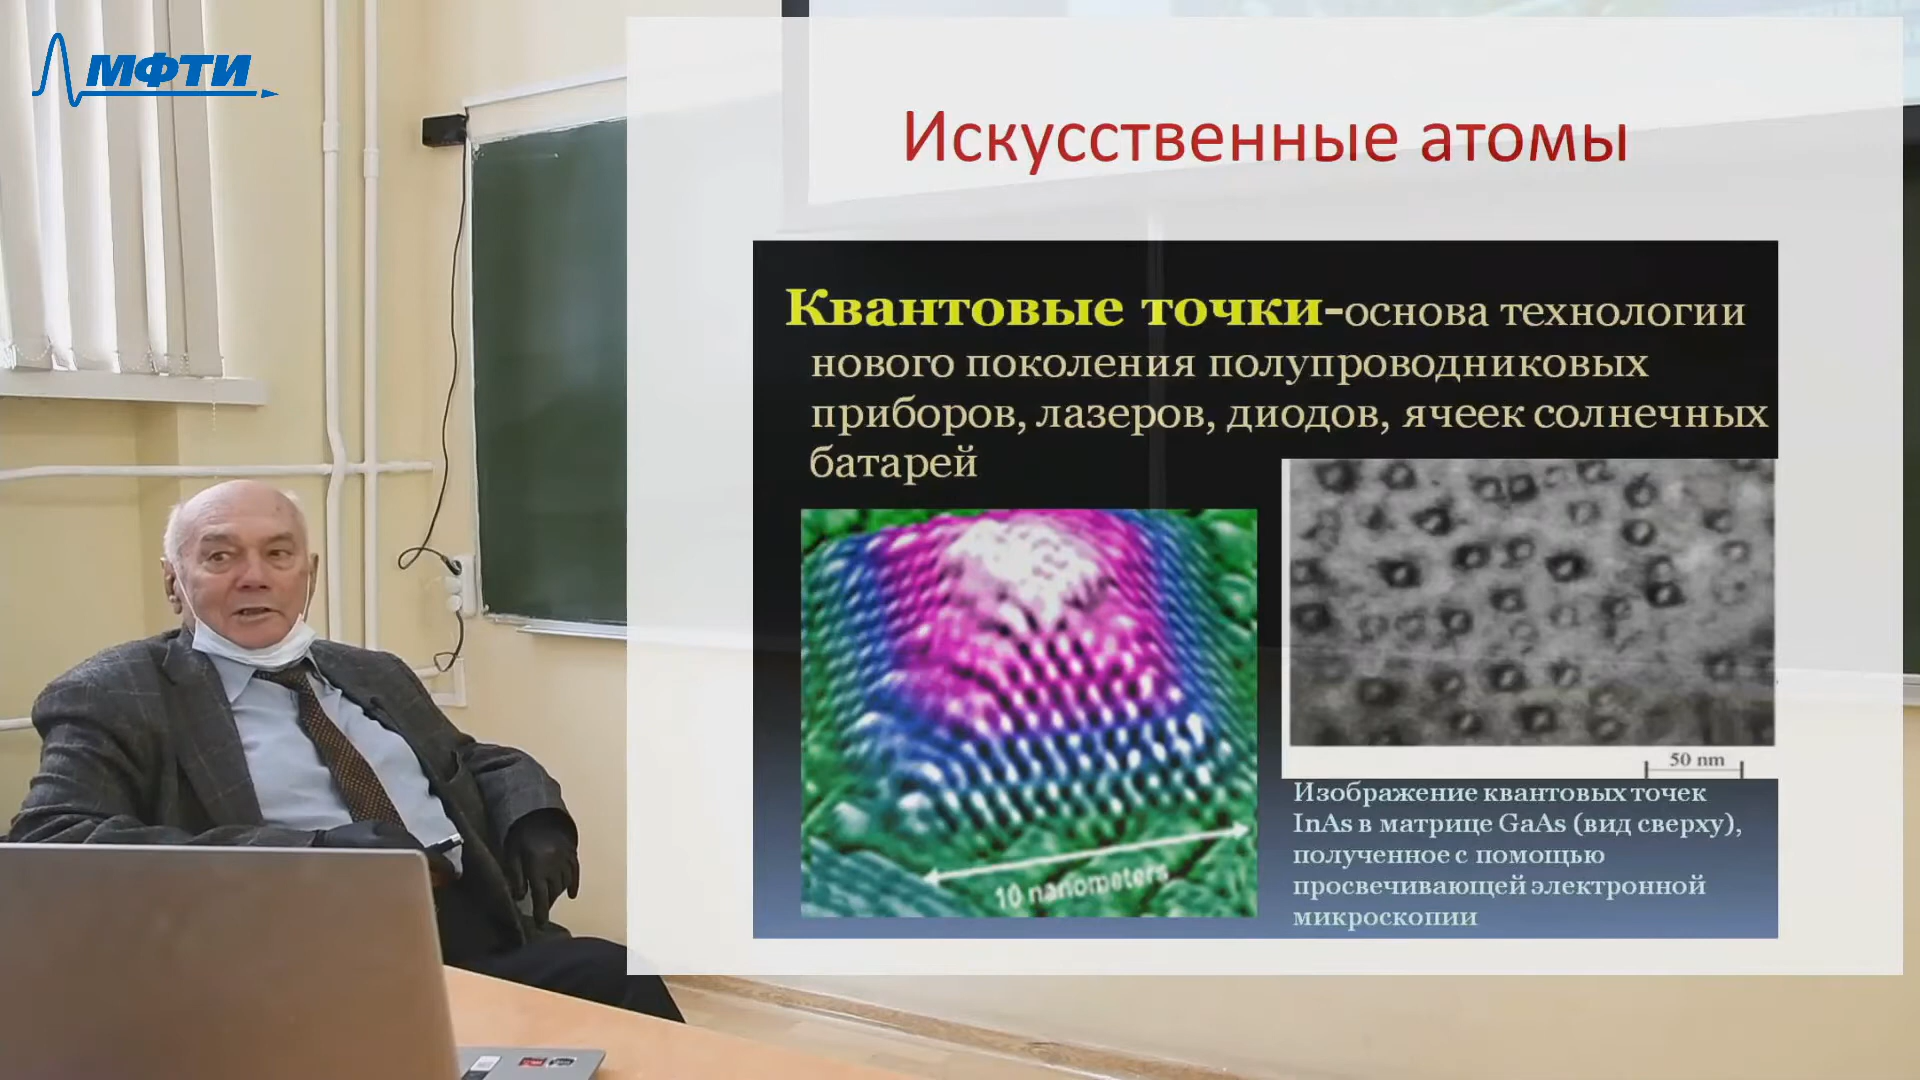 МФТИ
Искусственные атомы
Квантовые точки-основа технологии
нового поколения полупроводниковых
приборов, лазеров, диодов, ячеек солнечных
батарей
50 nm
10 nanometers
Изображение квантовых точек
InAs в матрице GaAs (вид сверху),
полученное с помощью
просвечивающей электронной
микроскопии